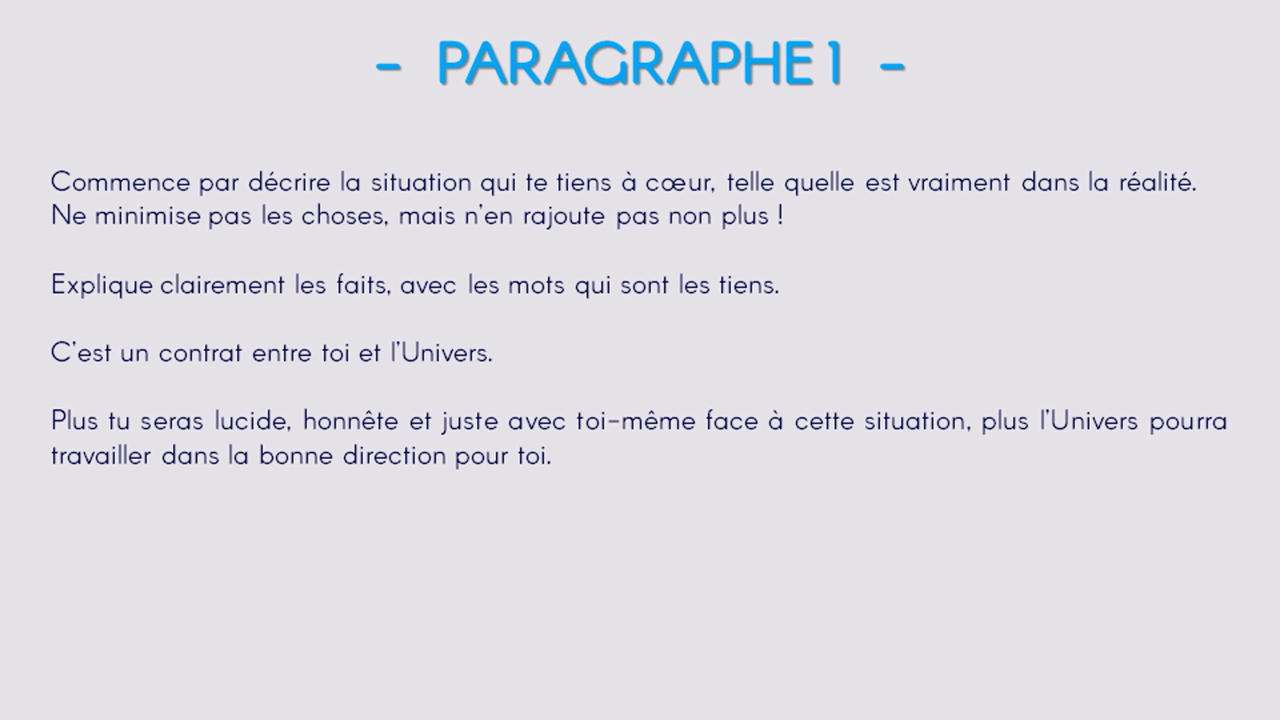 - PARAGRAPHE 1 -
Commence par décrire la situation qui te tiens à cœur, telle quelle est vraiment dans la réalité.
Ne minimise pas les choses, mais n'en rajoute pas non plus !
Explique clairement les faits, avec les mots qui sont les tiens.
C'est un contrat entre toi et l'Univers.
Plus tu seras lucide, honnête et juste avec toi-même face à cette situation, plus l'Univers pourra
travailler dans la bonne direction pour toi.